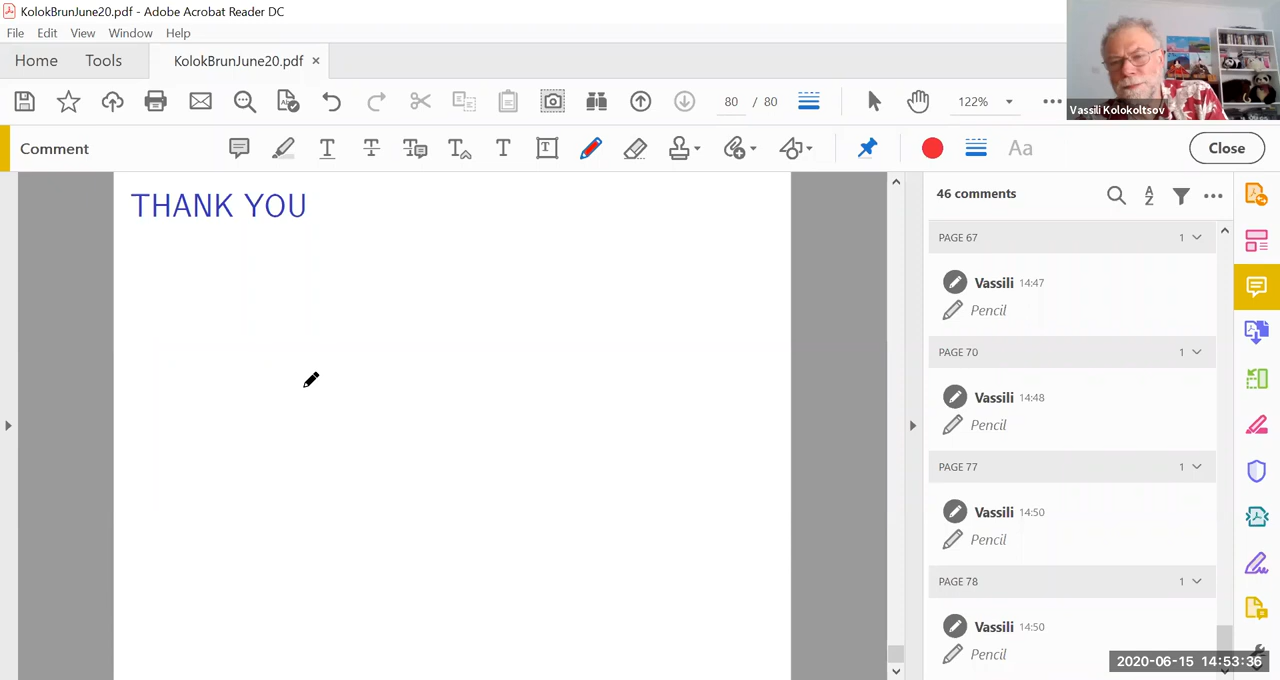 KolokBrunJune20.pdf - Adobe Acrobat Reader DC
File Edit View Window Help
Home Tools KolokBrunJune20.pdf ×
80 / 80 122%
Vassili Kolokoltsov
Comment T T T T T T Aa Close
THANK YOU
46 comments
A
Z
PAGE 67 1
Vassili 14:47
Pencil
PAGE 70 1
Vassili 14:48
Pencil
PAGE 77 1
Vassili 14:50
Pencil
PAGE 78 1
Vassili 14:50
Pencil
2020-06-15 14:53:36